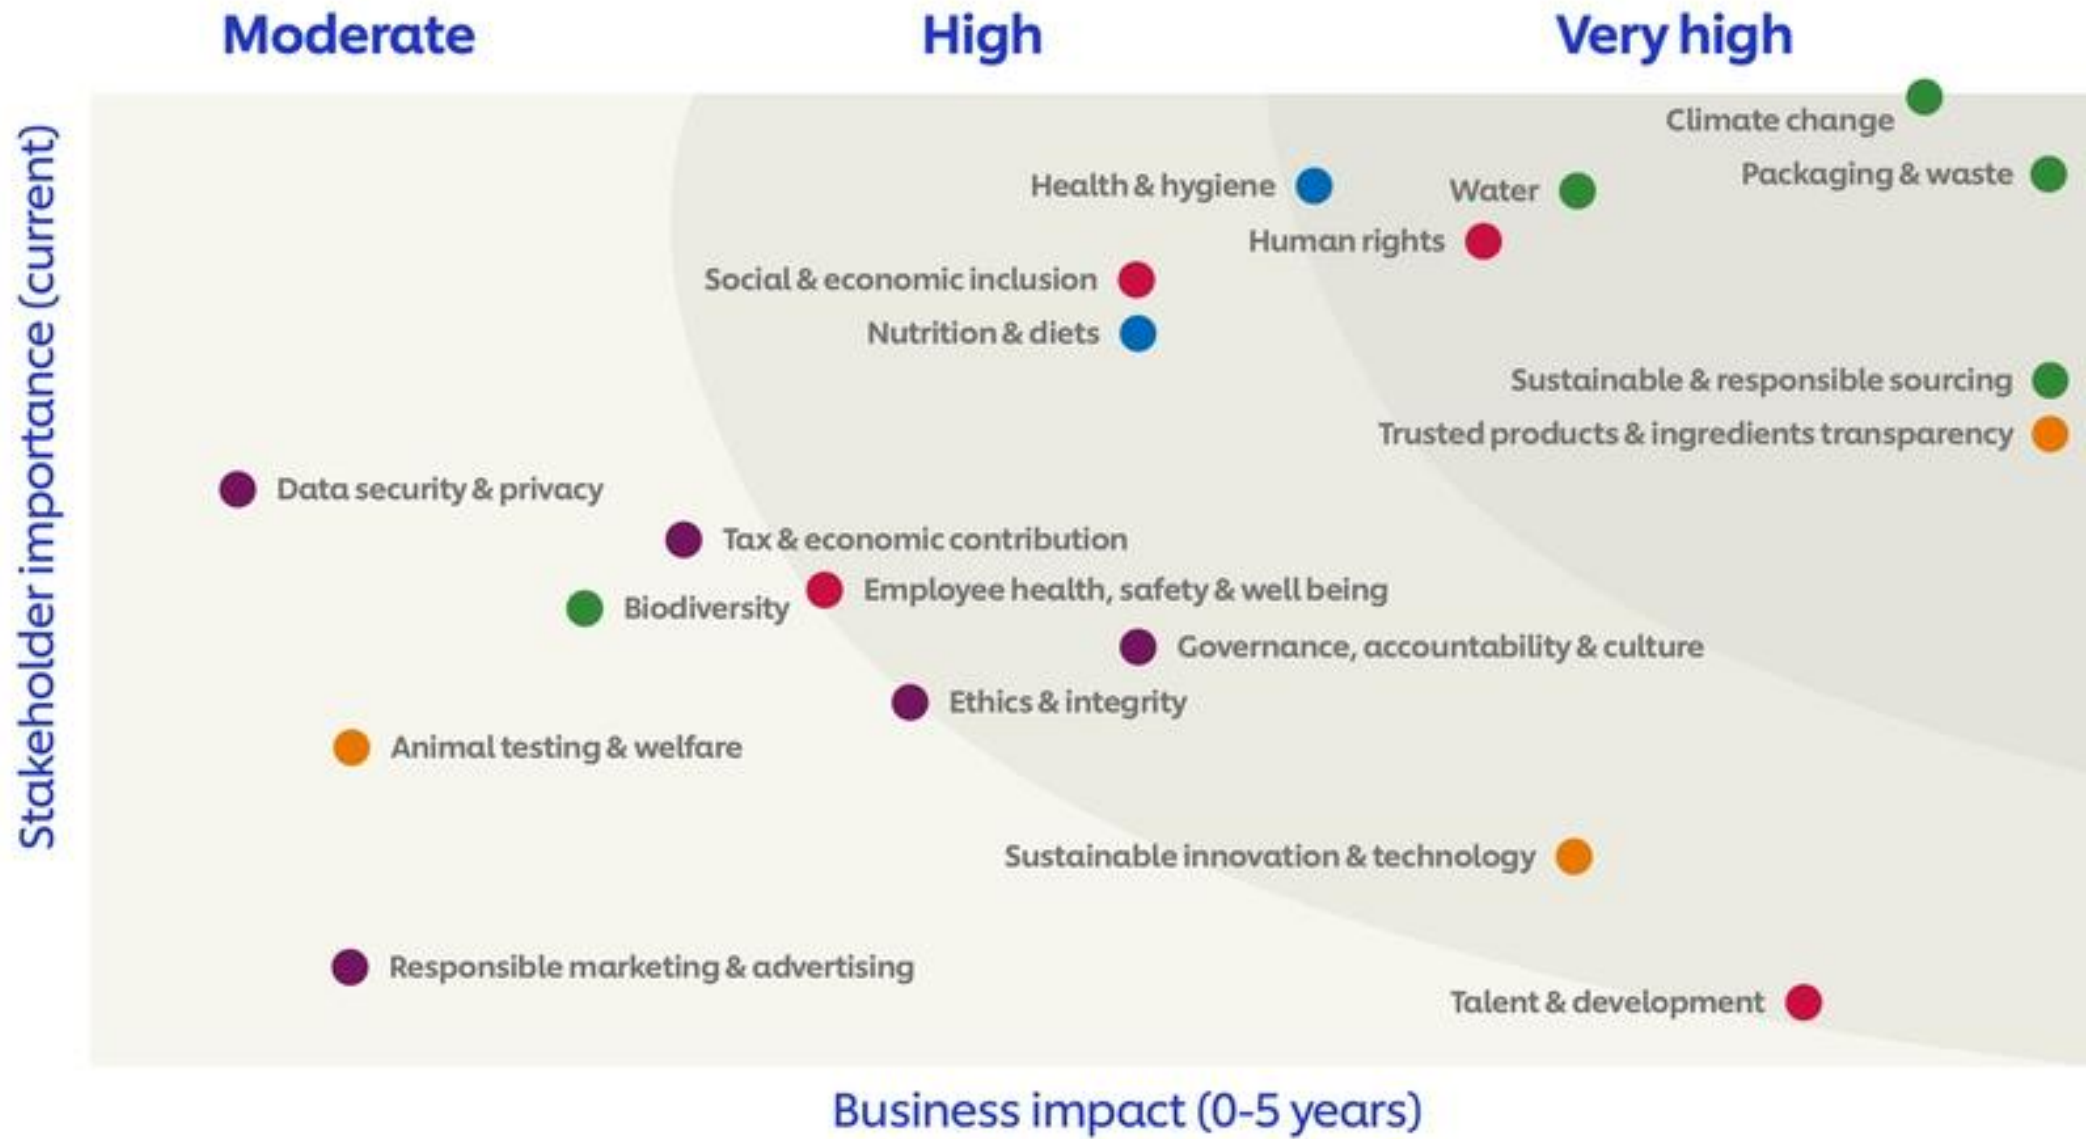 Moderate
High
Very high
Stakeholder importance (current)
Climate change
Packaging & waste
Health & hygiene
Water
Human rights
Social & economic inclusion
Nutrition & diets
Sustainable & responsible sourcing
Trusted products & ingredients transparency
Data security & privacy
Tax & economic contribution
Employee health, safety & well being
Biodiversity
Governance, accountability & culture
Ethics & integrity
Animal testing & welfare
Sustainable innovation & technology
Responsible marketing & advertising
Talent & development
Business impact (0-5 years)